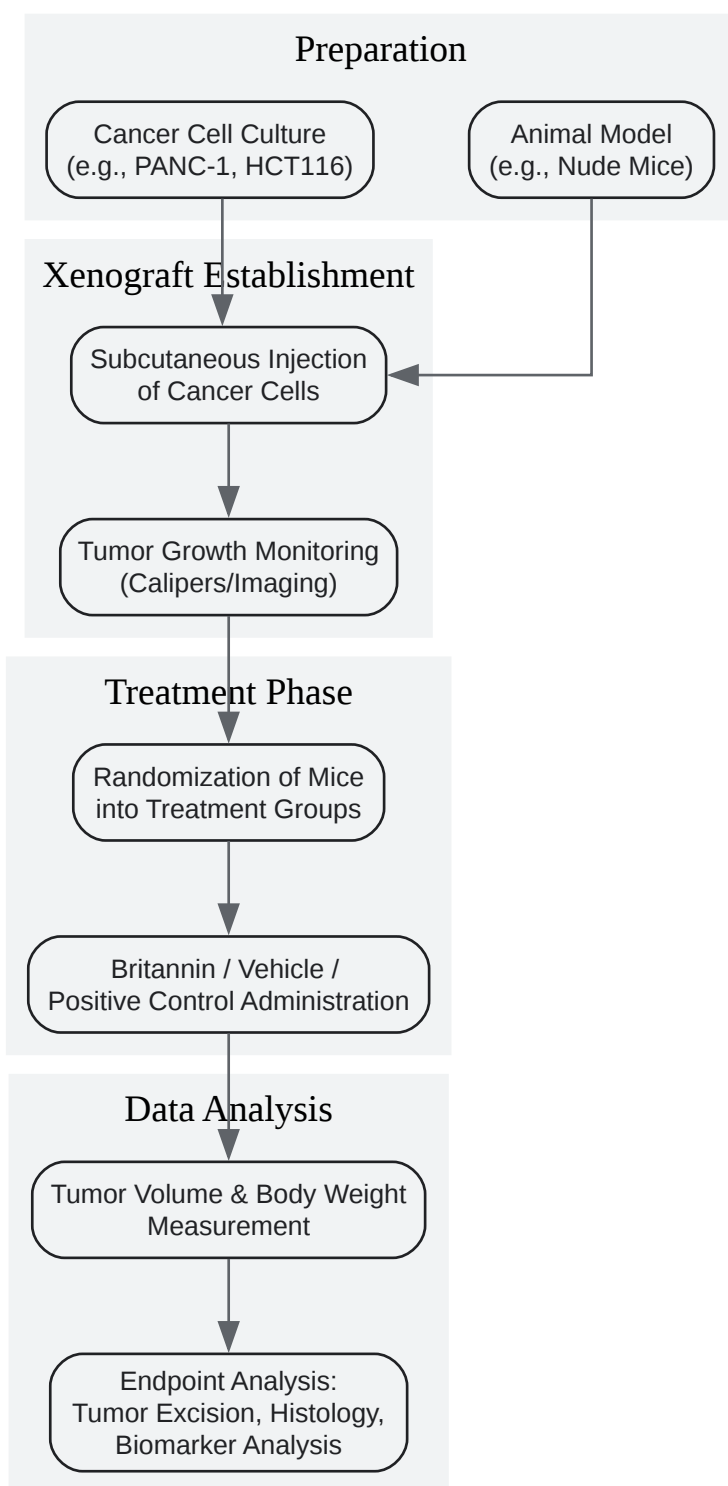 Preparation
Cancer Cell Culture
(e.g., PANC-1, HCT116)
Animal Model
(e.g., Nude Mice)
Xenograft Establishment
Subcutaneous Injection
of Cancer Cells
Tumor Growth Monitoring
(Calipers/Imaging)
Treatment Phase
Randomization of Mice
into Treatment Groups
Britannin / Vehicle /
Positive Control Administration
Data Analysis
Tumor Volume & Body Weight
Measurement
Endpoint Analysis:
Tumor Excision, Histology,
Biomarker Analysis